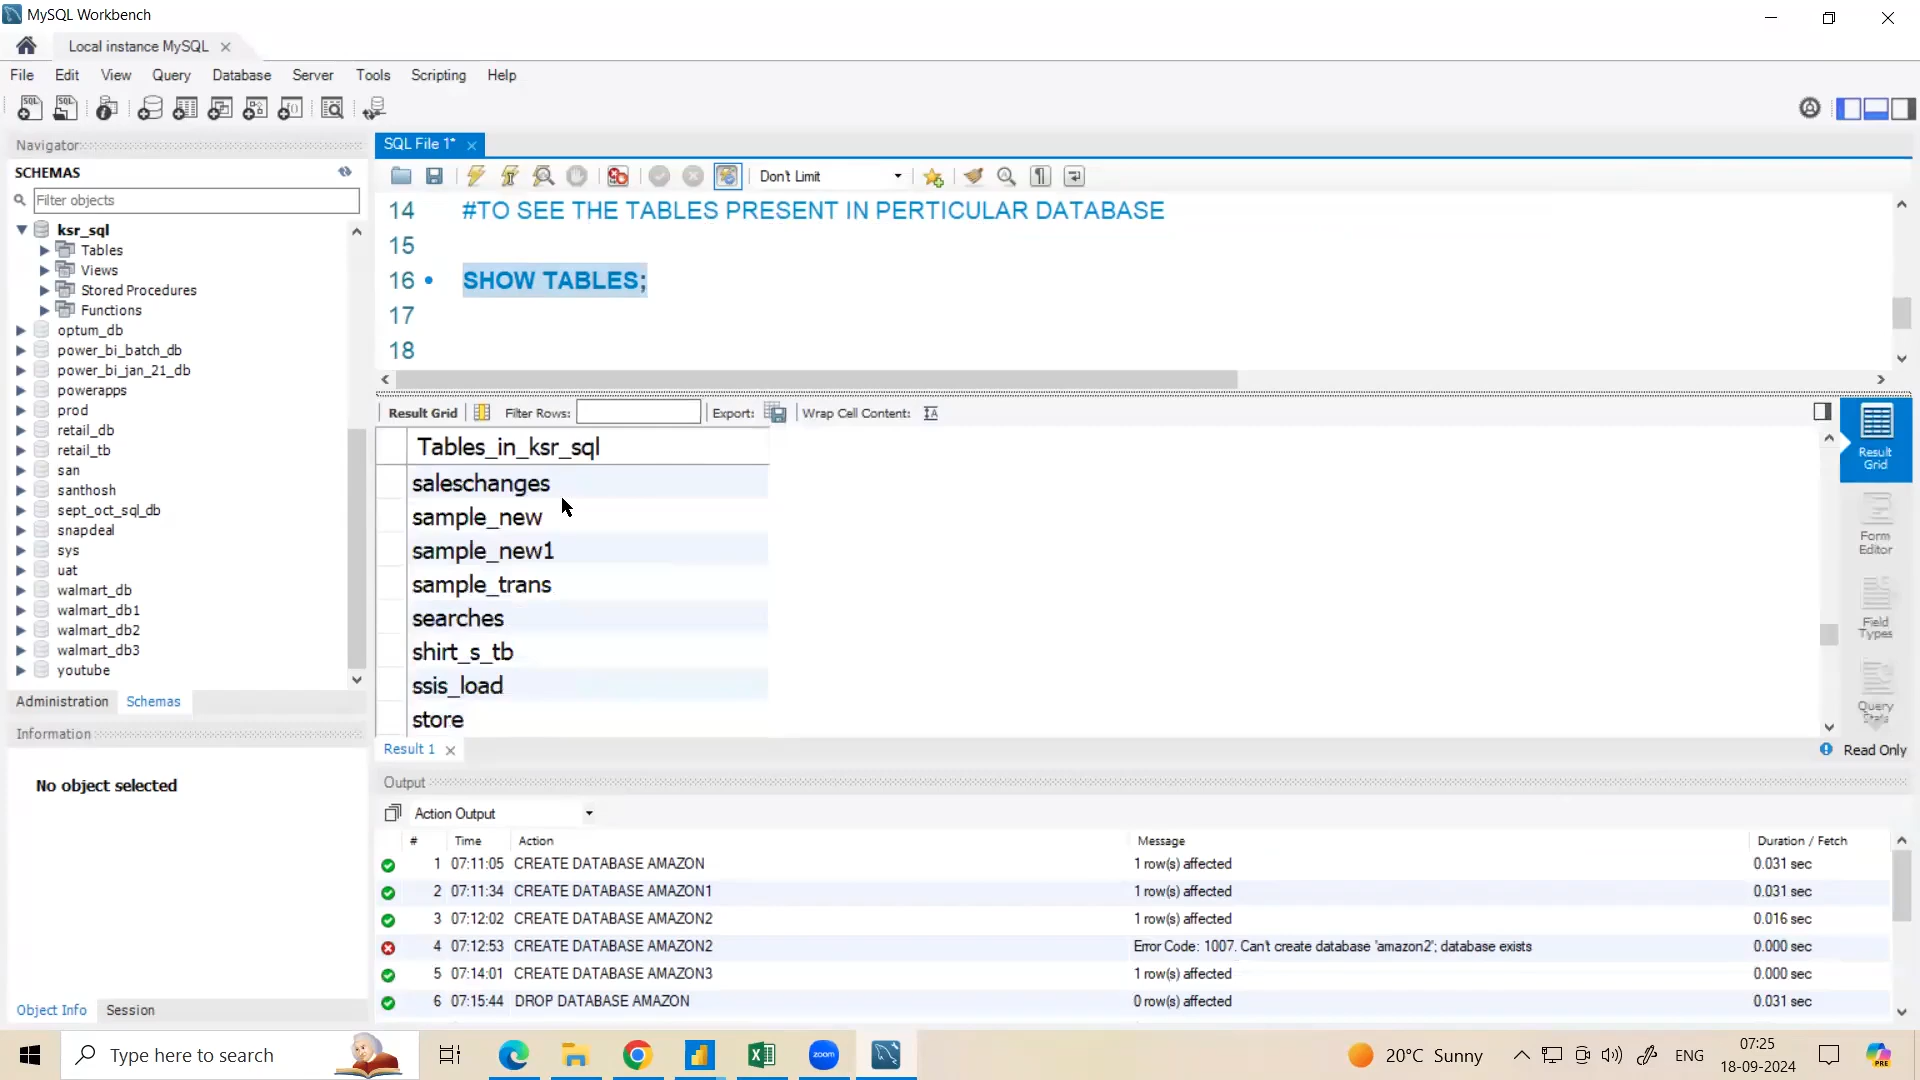 MySQL Workbench
Local instance MySQL
File Edit View Query Database Server Tools Scripting Help
Navigator
SCHEMAS
Filter objects
ksr_sql
Tables
Views
Stored Procedures
Functions
optum_db
power_bi_batch_db
power_bi_jan_21_db
powerapps
prod
retail_db
retail_tb
san
santhosh
sept_oct_sql_db
snapdeal
sys
uat
walmart_db
walmart_db1
walmart_db2
walmart_db3
youtube
Administration Schemas
Information
No object selected
Object Info Session
SQL File 1*
Don't Limit
14 #TO SEE THE TABLES PRESENT IN PERTICULAR DATABASE
15
16 SHOW TABLES;
17
18
Result Grid Filter Rows: Export: Wrap Cell Content:
Tables_in_ksr_sql
saleschanges
sample_new
sample_new1
sample_trans
searches
shirt_s_tb
ssis_load
store
Result Grid
Form Editor
Field Types
Query Stats
Result 1
Read Only
Output
Action Output
# Time Action Message Duration / Fetch
1 07:11:05 CREATE DATABASE AMAZON 1 row(s) affected 0.031 sec
2 07:11:34 CREATE DATABASE AMAZON1 1 row(s) affected 0.031 sec
3 07:12:02 CREATE DATABASE AMAZON2 1 row(s) affected 0.016 sec
4 07:12:53 CREATE DATABASE AMAZON2 Error Code: 1007. Can't create database 'amazon2'; database exists 0.000 sec
5 07:14:01 CREATE DATABASE AMAZON3 1 row(s) affected 0.000 sec
6 07:15:44 DROP DATABASE AMAZON 0 row(s) affected 0.031 sec
Type here to search
zoom
20°C Sunny
ENG
07:25
18-09-2024
PRE